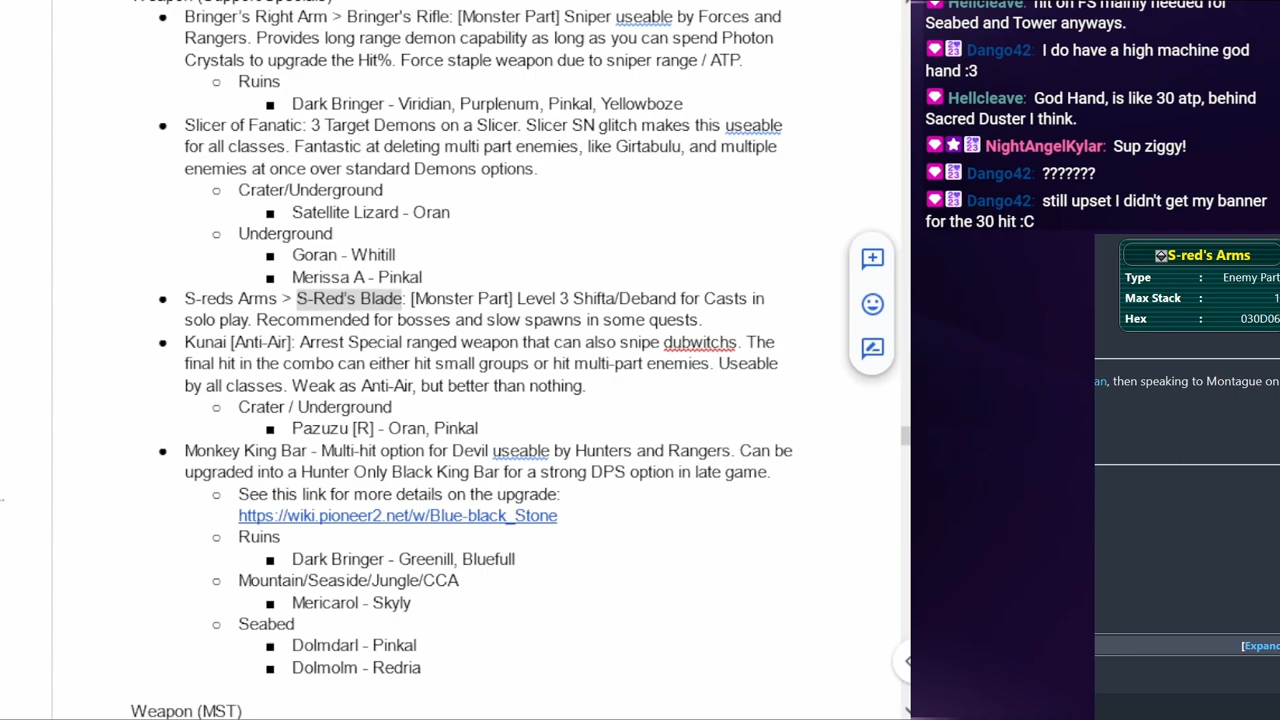 Bringer's Right Arm > Bringer's Rifle: [Monster Part] Sniper useable by Forces and
Rangers. Provides long range demon capability as long as you can spend Photon
Crystals to upgrade the Hit%. Force staple weapon due to sniper range / ATP.
Ruins
Dark Bringer - Viridian, Purplenum, Pinkal, Yellowboze
Slicer of Fanatic: 3 Target Demons on a Slicer. Slicer SN glitch makes this useable
for all classes. Fantastic at deleting multi part enemies, like Girtabulu, and multiple
enemies at once over standard Demons options.
Crater/Underground
Satellite Lizard - Oran
Underground
Goran - Whitill
Merissa A - Pinkal
S-reds Arms > S-Red's Blade: [Monster Part] Level 3 Shifta/Deband for Casts in
solo play. Recommended for bosses and slow spawns in some quests.
Kunai [Anti-Air]: Arrest Special ranged weapon that can also snipe dubwitchs. The
final hit in the combo can either hit small groups or hit multi-part enemies. Useable
by all classes. Weak as Anti-Air, but better than nothing.
Crater / Underground
Pazuzu [R] - Oran, Pinkal
Monkey King Bar - Multi-hit option for Devil useable by Hunters and Rangers. Can be
upgraded into a Hunter Only Black King Bar for a strong DPS option in late game.
See this link for more details on the upgrade:
https://wiki.pioneer2.net/w/Blue-black_Stone
Ruins
Dark Bringer - Greenill, Bluefull
Mountain/Seaside/Jungle/CCA
Mericarol - Skyly
Seabed
Dolmdarl - Pinkal
Dolmolm - Redria
Weapon (MST)
Hellcleave: hit on FS mainly needed for
Seabed and Tower anyways.
Dango42: I do have a high machine god
hand :3
Hellcleave: God Hand, is like 30 atp, behind
Sacred Duster I think.
NightAngelKylar: Sup ziggy!
Dango42: ???????
Dango42: still upset I didn't get my banner
for the 30 hit :C
S-red's Arms
Type Enemy Part
Max Stack : 1
Hex : 030D06
an, then speaking to Montague on
[Expand